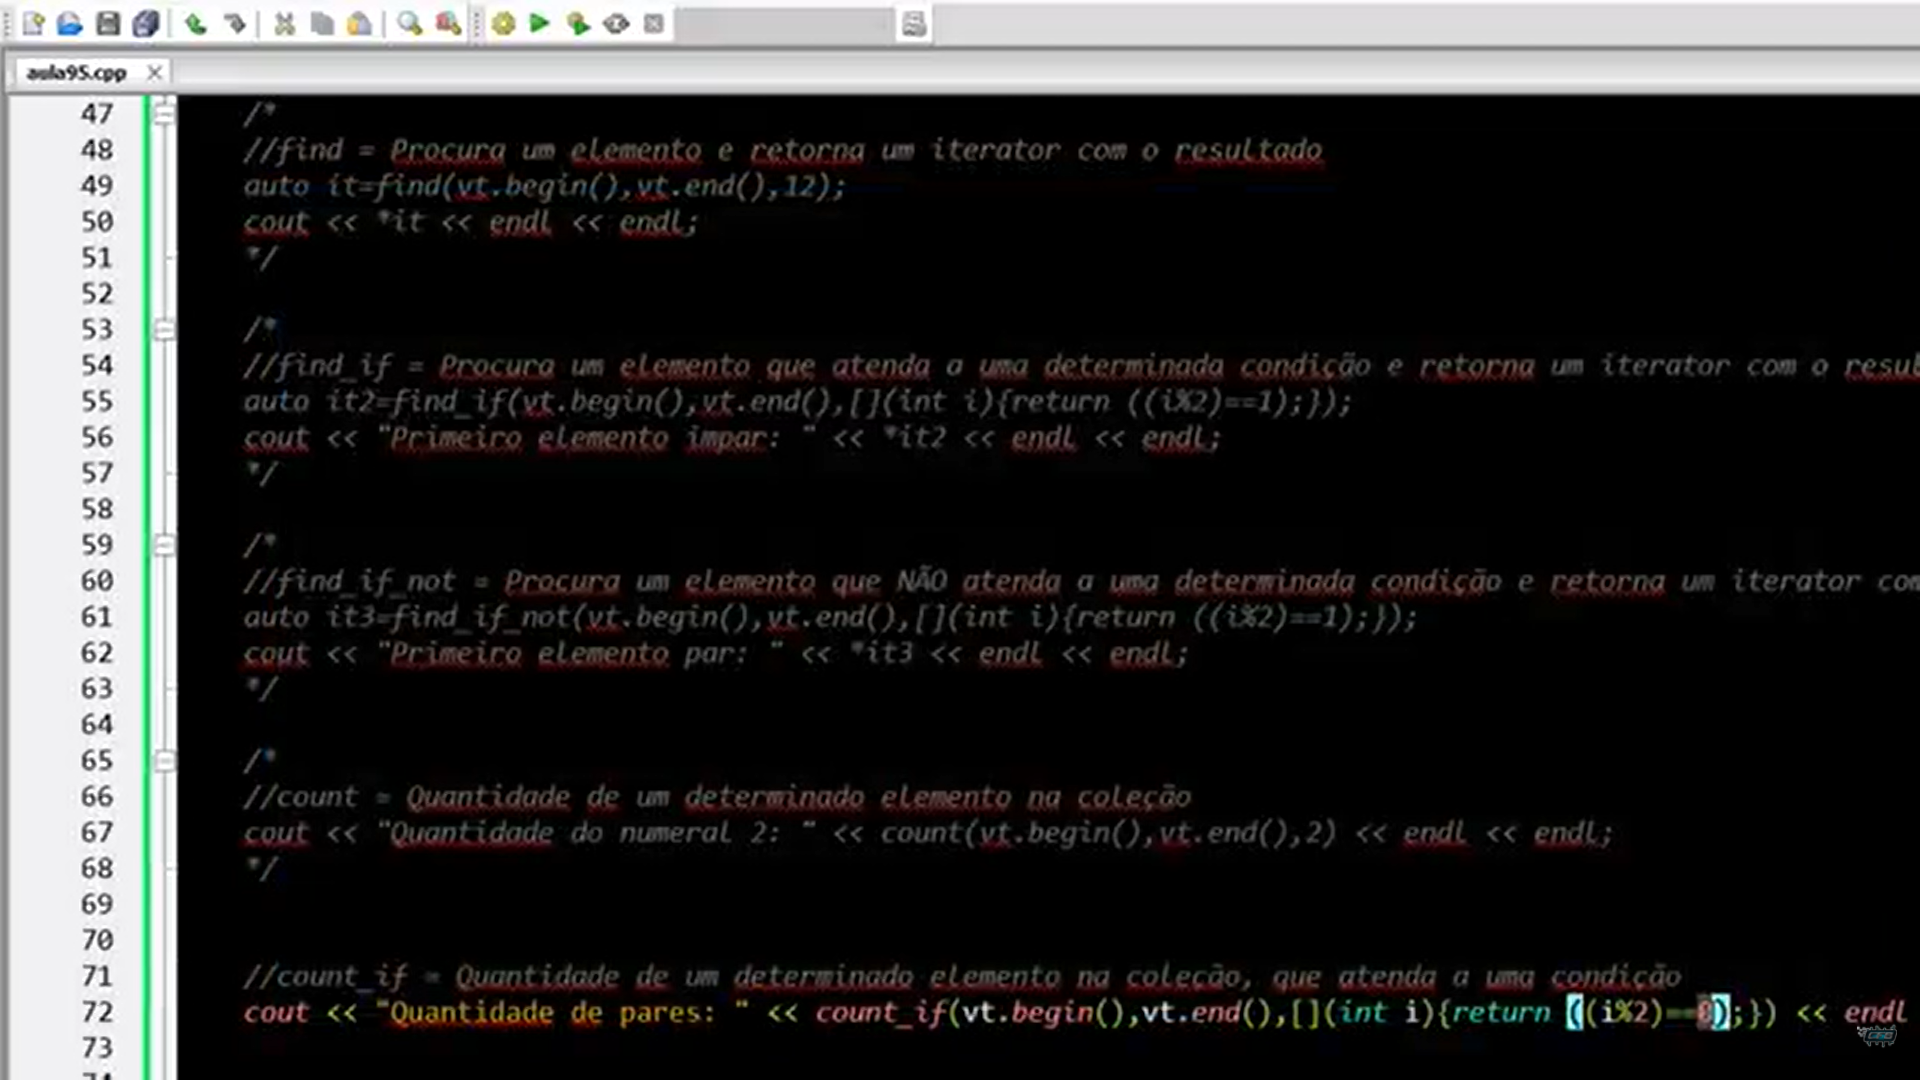 aula95.cpp
47 /*
48 //find = Procura um elemento e retorna um iterator com o resultado
49 auto it=find(vt.begin(),vt.end(),12);
50 cout << *it << endl << endl;
51 */
52
53 /*
54 //find_if = Procura um elemento que atenda a uma determinada condição e retorna um iterator com o resul
55 auto it2=find_if(vt.begin(),vt.end(),[](int i){return ((i%2)==1);});
56 cout << "Primeiro elemento impar: " << *it2 << endl << endl;
57 */
58
59 /*
60 //find_if_not = Procura um elemento que NÃO atenda a uma determinada condição e retorna um iterator com
61 auto it3=find_if_not(vt.begin(),vt.end(),[](int i){return ((i%2)==1);});
62 cout << "Primeiro elemento par: " << *it3 << endl << endl;
63 */
64
65 /*
66 //count = Quantidade de um determinado elemento na coleção
67 cout << "Quantidade do numeral 2: " << count(vt.begin(),vt.end(),2) << endl << endl;
68 */
69
70
71 //count_if = Quantidade de um determinado elemento na coleção, que atenda a uma condição
72 cout << "Quantidade de pares: " << count_if(vt.begin(),vt.end(),[](int i){return ((i%2)==0);}) << endl
73